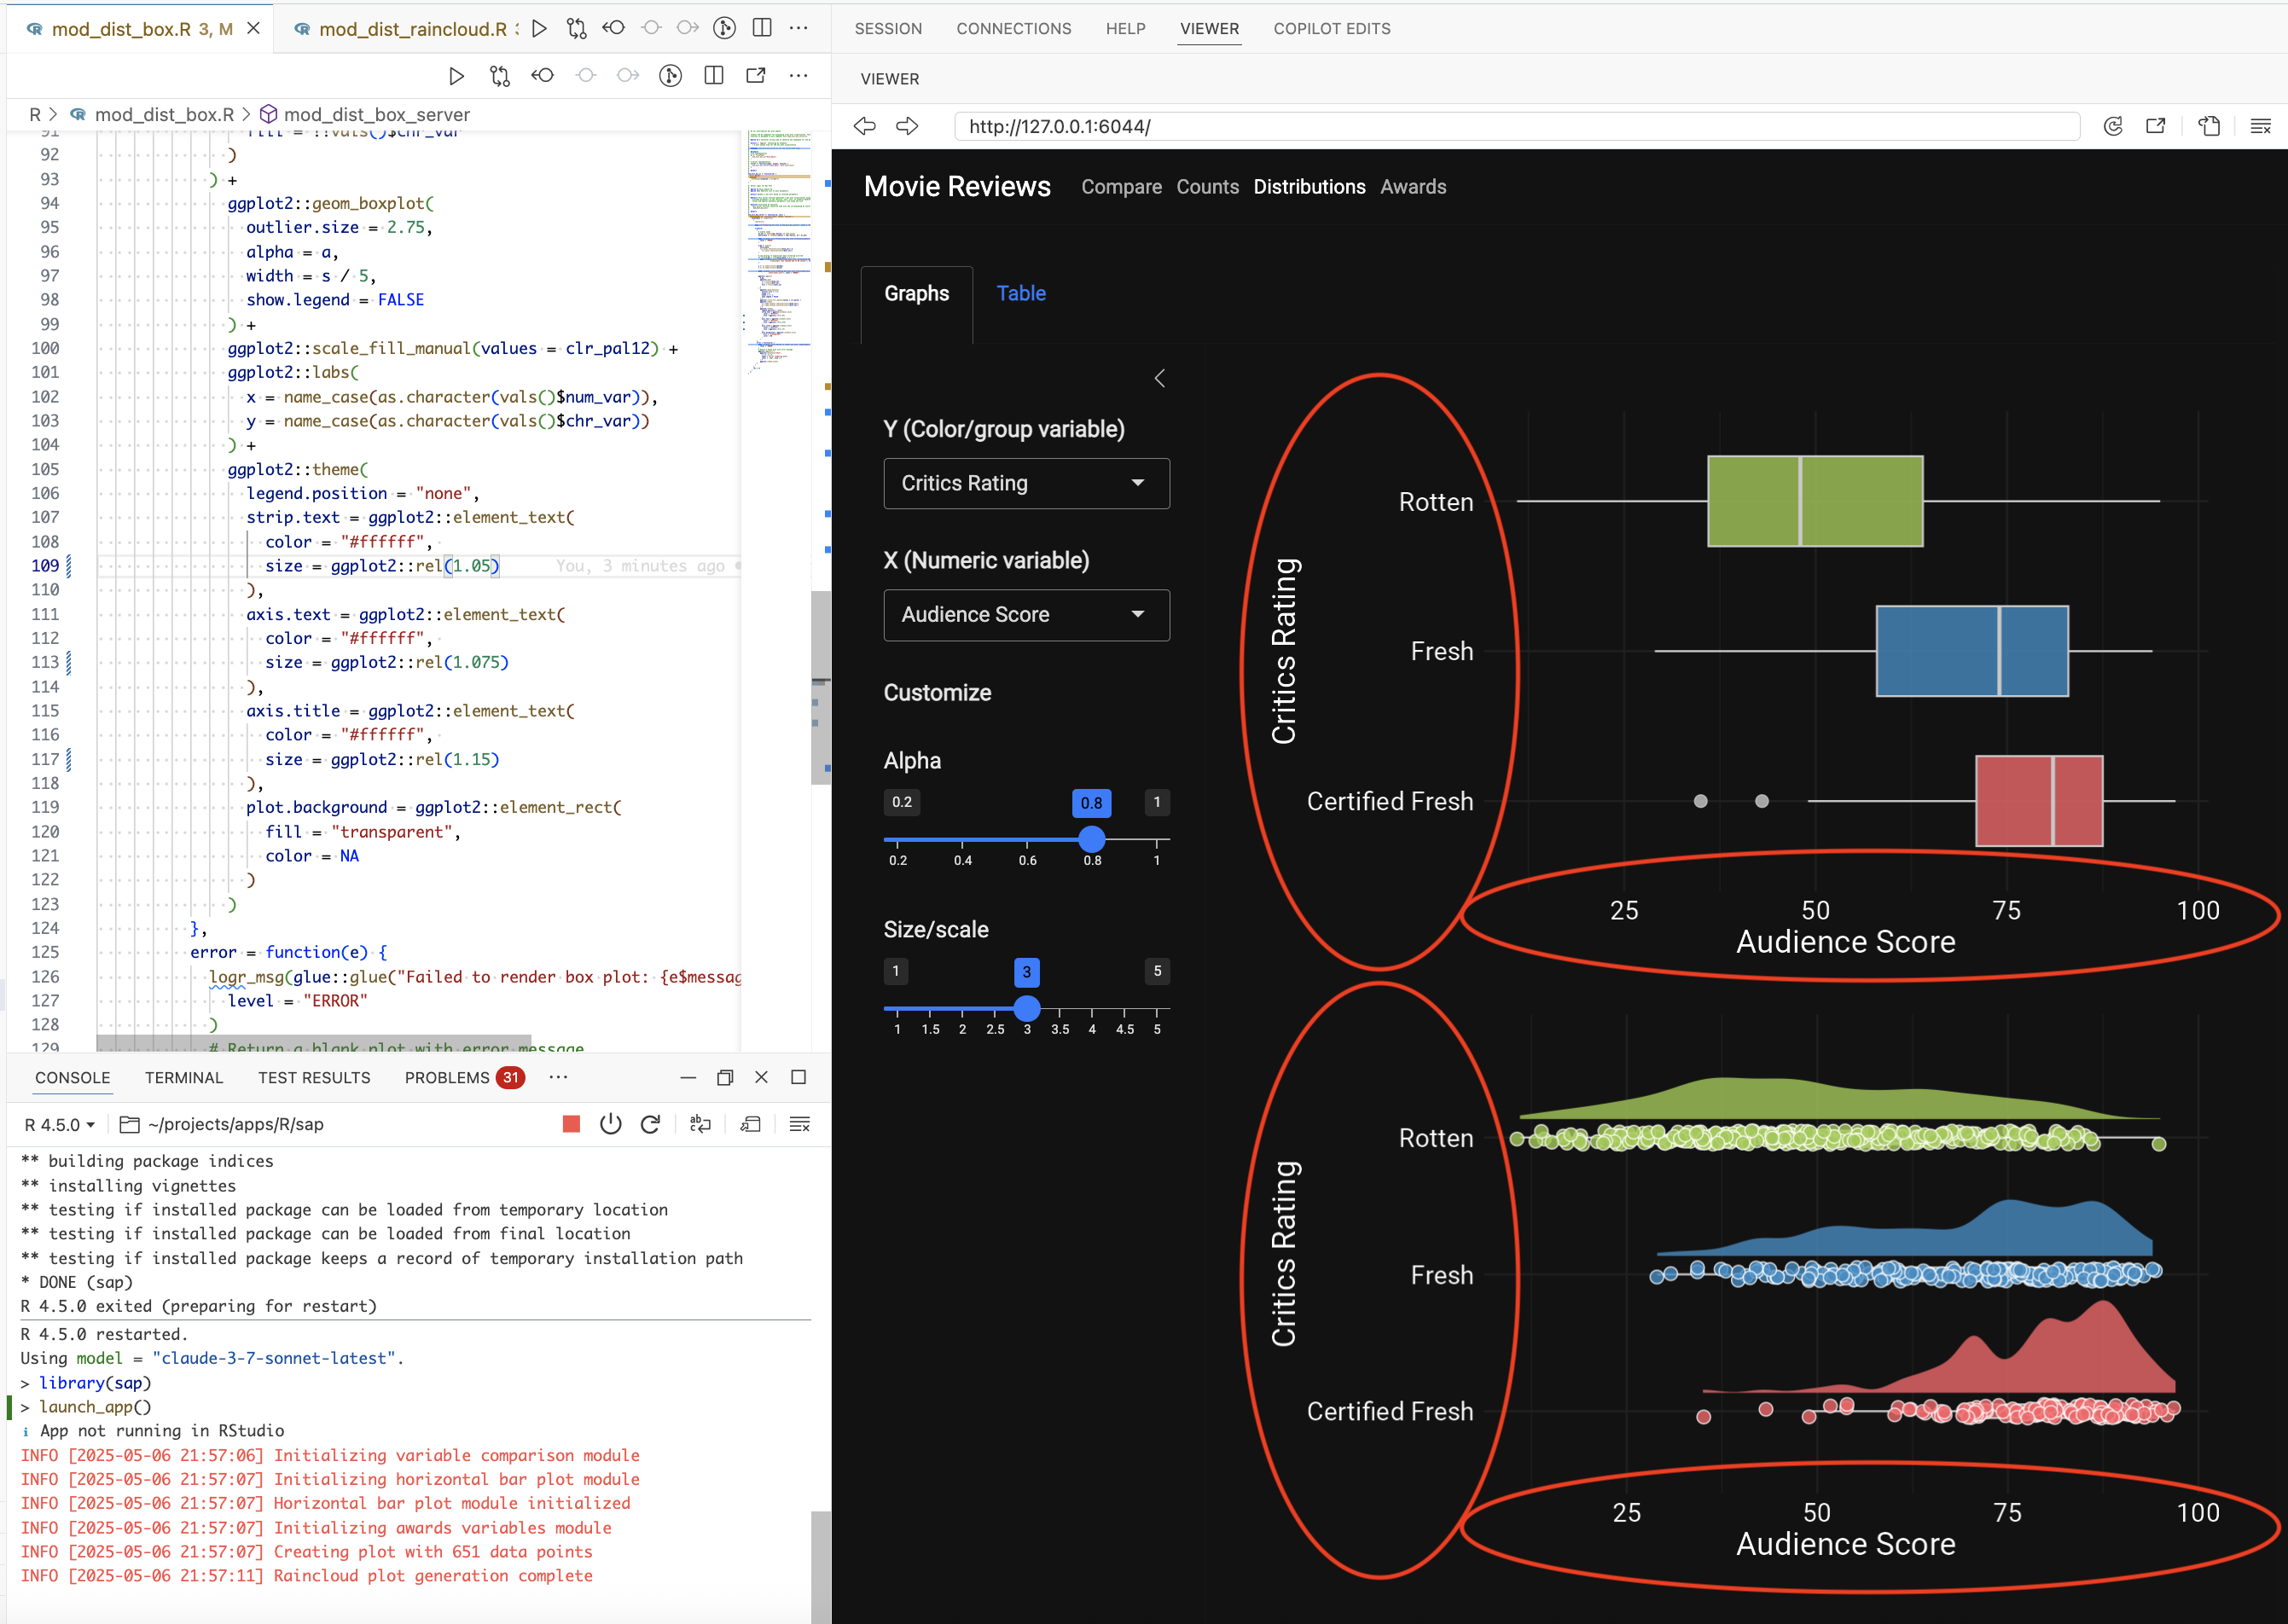 mod_dist_box.R 3, M
mod_dist_raincloud.R
R > mod_dist_box.R > mod_dist_box_server
91 fill = !!vals()$chr_var
92 )
93 ) +
94 ggplot2::geom_boxplot(
95 outlier.size = 2.75,
96 alpha = a,
97 width = s / 5,
98 show.legend = FALSE
99 ) +
100 ggplot2::scale_fill_manual(values = clr_pal12) +
101 ggplot2::labs(
102 x = name_case(as.character(vals()$num_var)),
103 y = name_case(as.character(vals()$chr_var))
104 ) +
105 ggplot2::theme(
106 legend.position = "none",
107 strip.text = ggplot2::element_text(
108 color = "#ffffff",
109 size = ggplot2::rel(1.05) You, 3 minutes ago
110 ),
111 axis.text = ggplot2::element_text(
112 color = "#ffffff",
113 size = ggplot2::rel(1.075)
114 ),
115 axis.title = ggplot2::element_text(
116 color = "#ffffff",
117 size = ggplot2::rel(1.15)
118 ),
119 plot.background = ggplot2::element_rect(
120 fill = "transparent",
121 color = NA
122 )
123 )
124 },
125 error = function(e) {
126 logr_msg(glue::glue("Failed to render box plot: {e$messag
127 level = "ERROR"
128 )
129 # Return a blank plot with error message
CONSOLE TERMINAL TEST RESULTS PROBLEMS 31
R 4.5.0 ~/projects/apps/R/sap
** building package indices
** installing vignettes
** testing if installed package can be loaded from temporary location
** testing if installed package can be loaded from final location
** testing if installed package keeps a record of temporary installation path
* DONE (sap)
R 4.5.0 exited (preparing for restart)
R 4.5.0 restarted.
Using model = "claude-3-7-sonnet-latest".
> library(sap)
> launch_app()
i App not running in RStudio
INFO [2025-05-06 21:57:06] Initializing variable comparison module
INFO [2025-05-06 21:57:07] Initializing horizontal bar plot module
INFO [2025-05-06 21:57:07] Horizontal bar plot module initialized
INFO [2025-05-06 21:57:07] Initializing awards variables module
INFO [2025-05-06 21:57:07] Creating plot with 651 data points
INFO [2025-05-06 21:57:11] Raincloud plot generation complete
SESSION CONNECTIONS HELP VIEWER COPILOT EDITS
VIEWER
http://127.0.0.1:6044/
Movie Reviews Compare Counts Distributions Awards
Graphs Table
Y (Color/group variable)
Critics Rating
X (Numeric variable)
Audience Score
Customize
Alpha
0.2 0.8 1
0.2 0.4 0.6 0.8 1
Size/scale
1 3 5
1 1.5 2 2.5 3 3.5 4 4.5 5
Critics Rating
Rotten
Fresh
Certified Fresh
25 50 75 100
Audience Score
Critics Rating
Rotten
Fresh
Certified Fresh
25 50 75 100
Audience Score